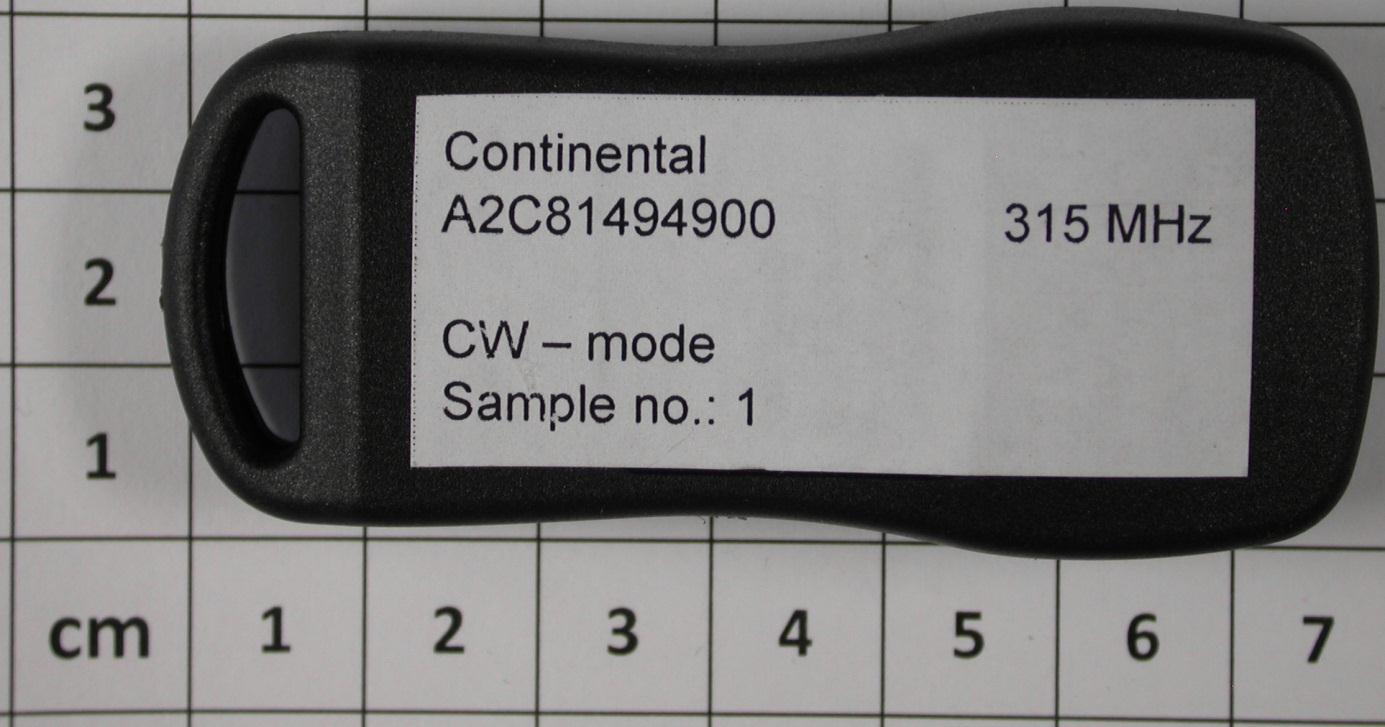 3
2
1
Continental
A2C81494900 315 MHz
CW – mode
Sample no.: 1
cm 1 2 3 4 5 6 7